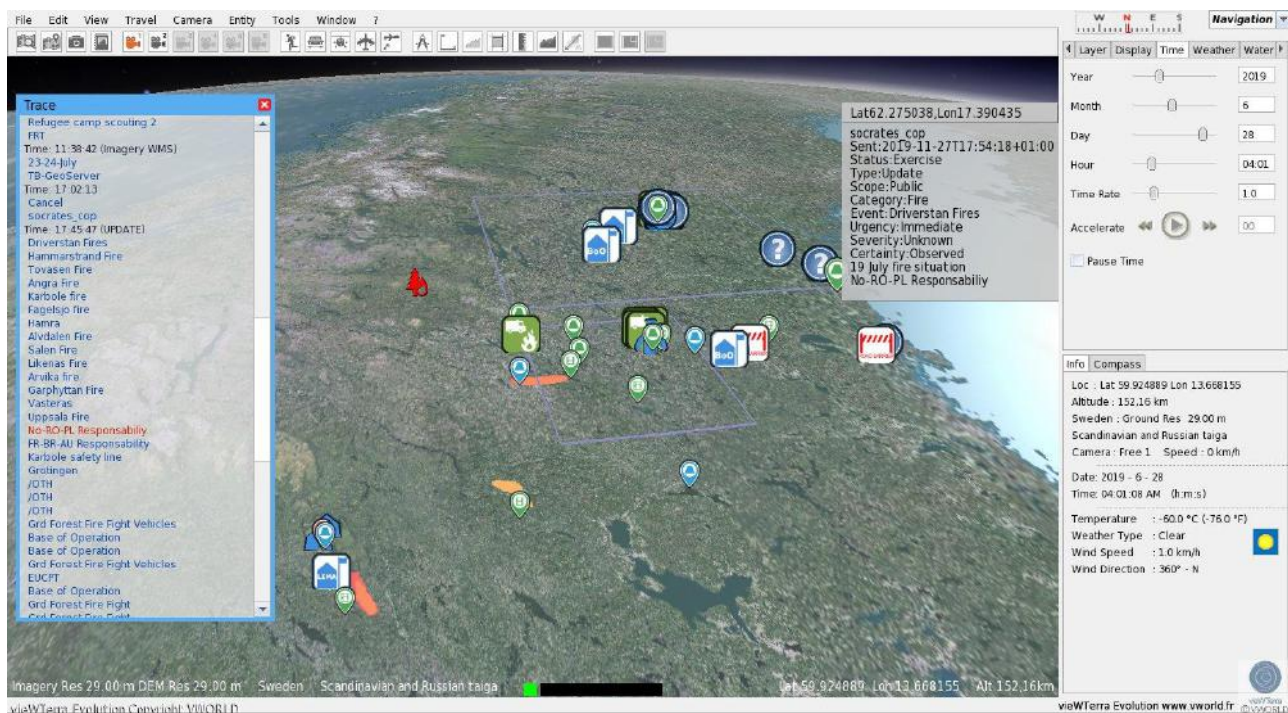 File Edit View Travel Camera Entity Tools Window ?
W N E S
Navigation
Layer Display Time Weather Water
Year 2019
Month 6
Day 28
Hour 04:01
Time Rate 1.0
Accelerate 00
Pause Time
Trace
Refugee camp scouting 2
FRT
Time: 11:38:42 (Imagery WMS)
23-24-July
TB-GeoServer
Time: 17:02:13
Cancel
socrates_cop
Time: 17:45:47 (UPDATE)
Driverstan Fires
Hammarstrand Fire
Tovasen Fire
Angra Fire
Karbole fire
Fagelsjo fire
Hamra
Alvdalen Fire
Salen Fire
Likenas Fire
Arvika fire
Garphyttan Fire
Vasteras
Uppsala Fire
No-RO-PL Responsabiliy
FR-BR-AU Responsability
Karbole safety line
Grotingen
/OTH
/OTH
/OTH
Grd Forest Fire Fight Vehicles
Base of Operation
Base of Operation
Grd Forest Fire Fight Vehicles
EUCPT
Base of Operation
Grd Forest Fire Fight
Grd Forest Fire Fight
Lat62.275038,Lon17.390435
socrates_cop
Sent:2019-11-27T17:54:18+01:00
Status:Exercise
Type:Update
Scope:Public
Category:Fire
Event:Driverstan Fires
Urgency:Immediate
Severity:Unknown
Certainty:Observed
19 July fire situation
No-RO-PL Responsabiliy
BoO
? ?
BoO
LEMA
Info Compass
Loc : Lat 59.924889 Lon 13.668155
Altitude : 152,16 km
Sweden : Ground Res 29.00 m
Scandinavian and Russian taiga
Camera : Free 1 Speed : 0 km/h
Date: 2019 - 6 - 28
Time: 04:01:08 AM (h:m:s)
Temperature : -60.0 °C (-76.0 °F)
Weather Type : Clear
Wind Speed : 1.0 km/h
Wind Direction : 360° - N
Imagery Res 29.00 m DEM Res 29.00 m Sweden Scandinavian and Russian taiga Lat 59.924889 Lon 13.668155 Alt 152,16km
vieWTerra Evolution Copyright VWORLD
vieWTerra Evolution www.vworld.fr
vieWTerra
©VWORLD